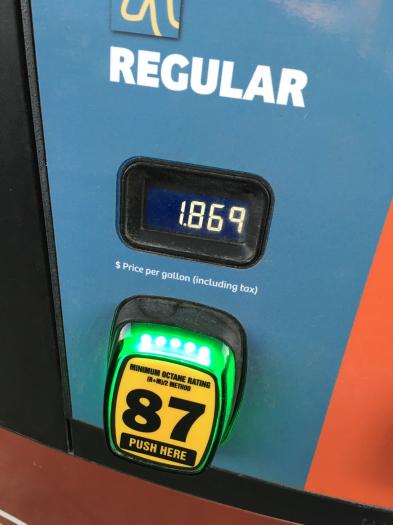 REGULAR
1.869
$ Price per gallon (including tax)
MINIMUM OCTANE RATING
(R+M)/2 METHOD
87
PUSH HERE